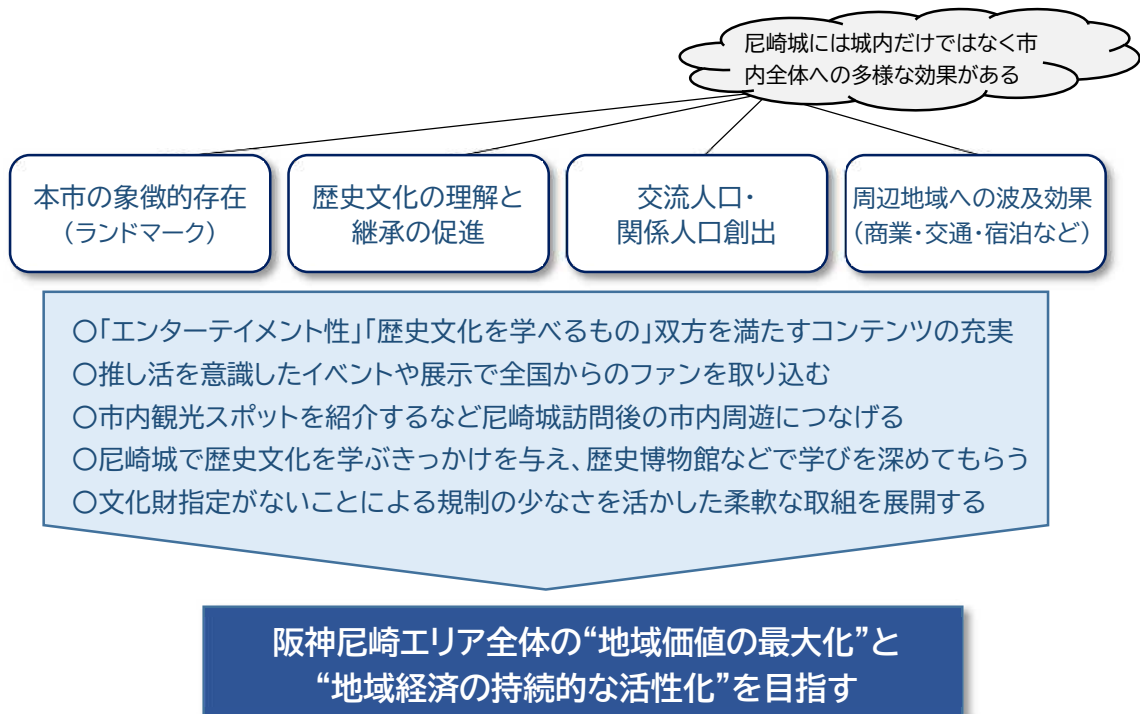 尼崎城には城内だけではなく市
内全体への多様な効果がある
本市の象徴的存在
（ランドマーク）
歴史文化の理解と
継承の促進
交流人口・
関係人口創出
周辺地域への波及効果
（商業・交通・宿泊など）
〇「エンターテイメント性」「歴史文化を学べるもの」双方を満たすコンテンツの充実
〇推し活を意識したイベントや展示で全国からのファンを取り込む
〇市内観光スポットを紹介するなど尼崎城訪問後の市内周遊につなげる
〇尼崎城で歴史文化を学ぶきっかけを与え、歴史博物館などで学びを深めてもらう
〇文化財指定がないことによる規制の少なさを活かした柔軟な取組を展開する
阪神尼崎エリア全体の“地域価値の最大化”と
“地域経済の持続的な活性化”を目指す